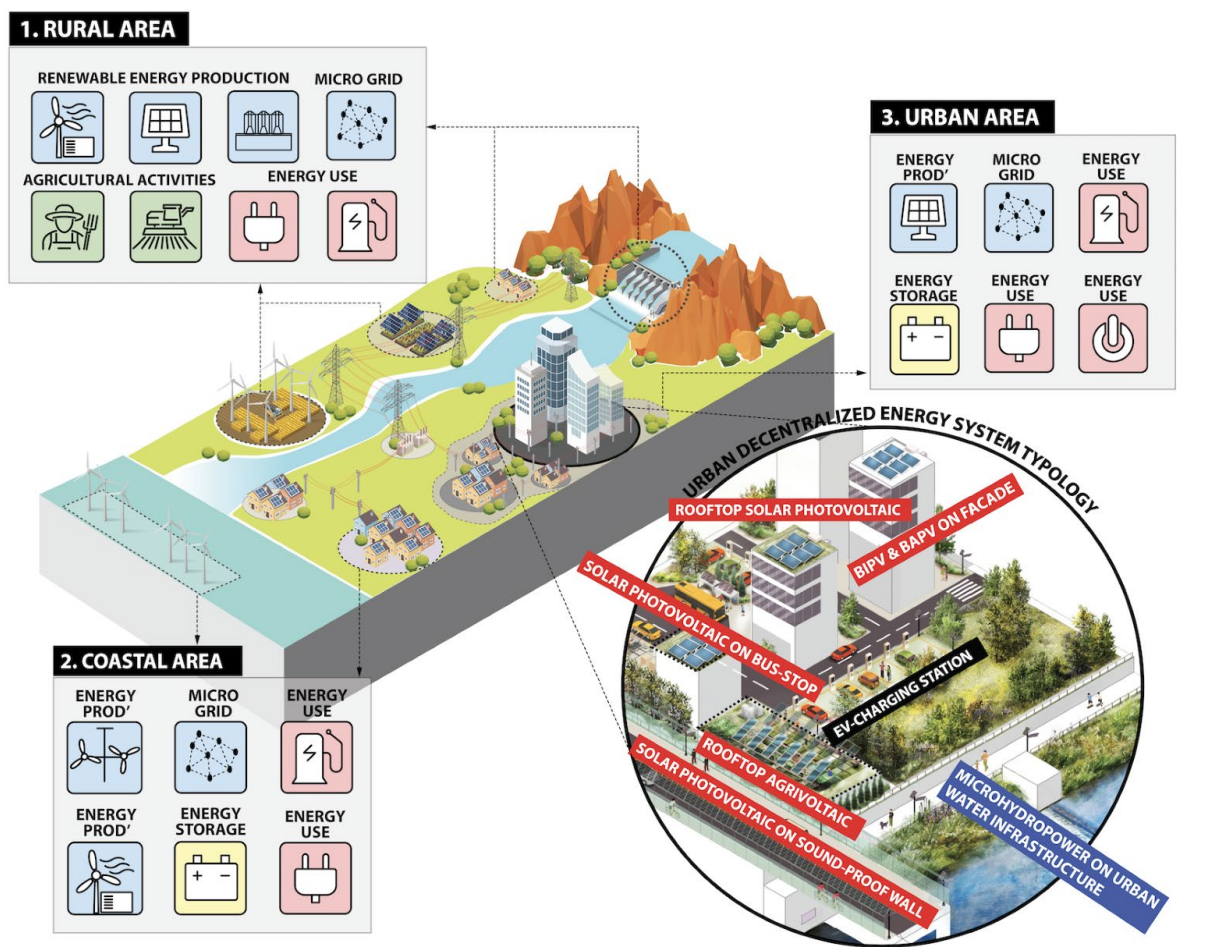 1. RURAL AREA
RENEWABLE ENERGY PRODUCTION
MICRO GRID
AGRICULTURAL ACTIVITIES
ENERGY USE
3. URBAN AREA
ENERGY
PROD'
MICRO
GRID
ENERGY
USE
ENERGY
STORAGE
ENERGY
USE
ENERGY
USE
2. COASTAL AREA
ENERGY
PROD'
MICRO
GRID
ENERGY
USE
ENERGY
PROD'
ENERGY
STORAGE
ENERGY
USE
URBAN DECENTRALIZED ENERGY SYSTEM TYPOLOGY
ROOFTOP SOLAR PHOTOVOLTAIC
BIPV & BAPV ON FACADE
SOLAR PHOTOVOLTAIC ON BUS-STOP
EV-CHARGING STATION
ROOFTOP AGRIVOLTAIC
SOLAR PHOTOVOLTAIC ON SOUND-PROOF WALL
MICROHYDROPOWER ON URBAN
WATER INFRASTRUCTURE